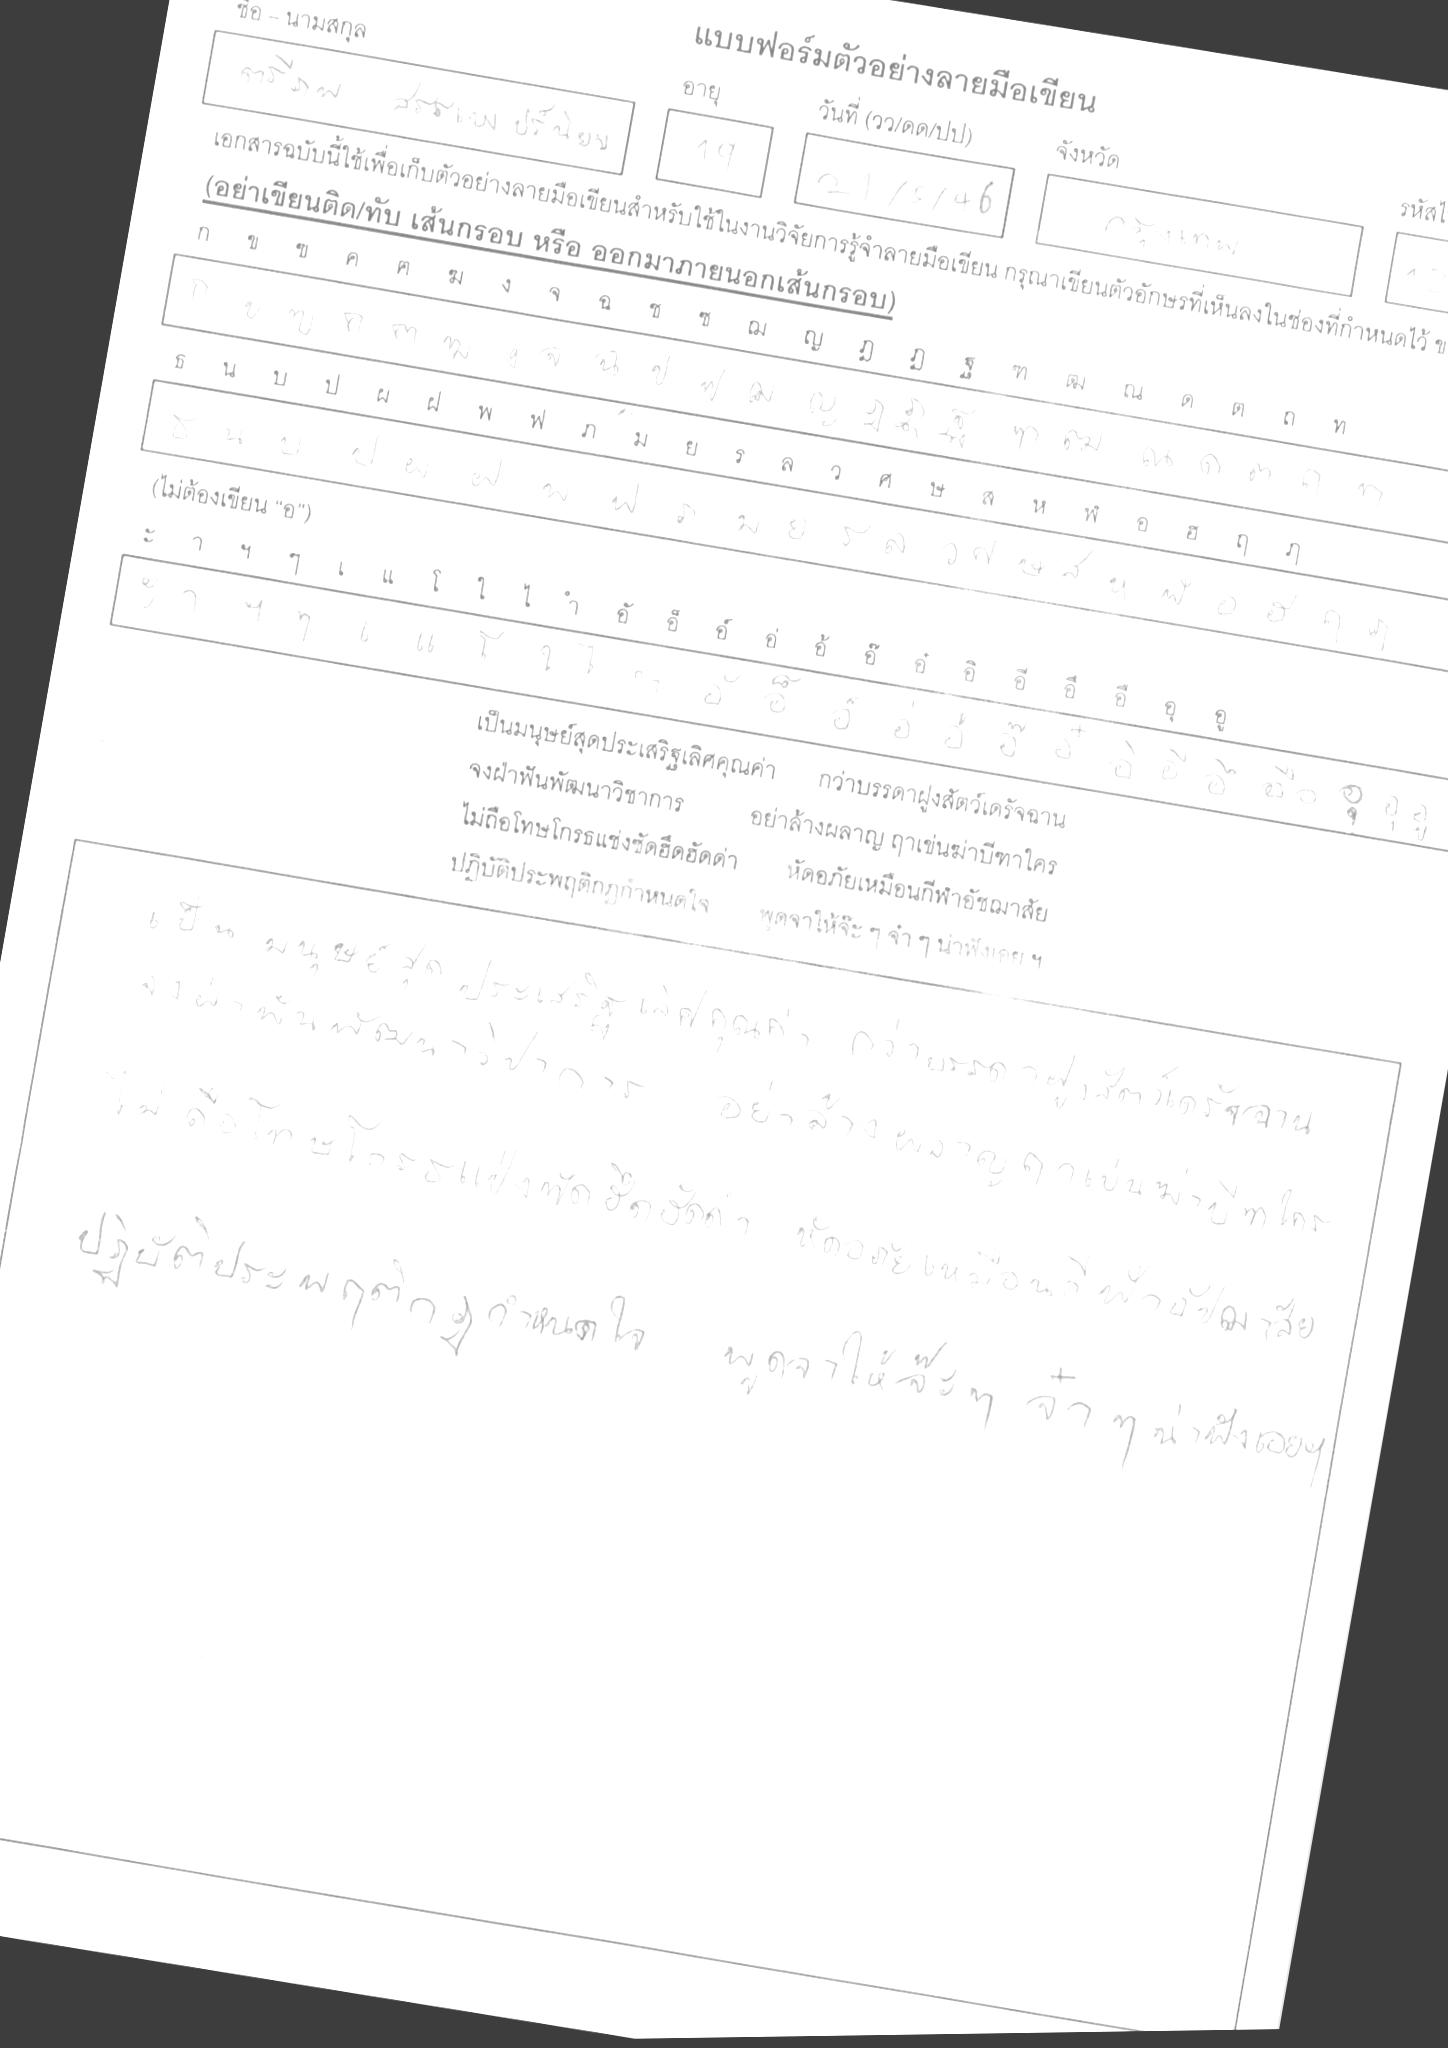 แบบฟอร์มตัวอย่างลายมือเขียน
ชื่อ – นามสกุล อายุ วันที่ (วว/ดด/ปป) จังหวัด
19 21/5/46 กรุงเทพ
เอกสารฉบับนี้ใช้เพื่อเก็บตัวอย่างลายมือเขียนสำหรับใช้ในงานวิจัยการรู้จำลายมือเขียน กรุณาเขียนตัวอักษรที่เห็นลงในช่องที่กำหนดไว้
(อย่าเขียนติด/ทับ เส้นกรอบ หรือ ออกมาภายนอกเส้นกรอบ)
ก ข ฃ ค ฅ ฆ ง จ ฉ ช ซ ฌ ญ ฎ ฏ ฐ ฑ ฒ ณ ด ต ถ ท
ก ข ฃ ค ฅ ฆ ง จ ฉ ช ซ ฌ ญ ฎ ฏ ฐ ฑ ฒ ณ ด ต ถ ท
ธ น บ ป ผ ฝ พ ฟ ภ ม ย ร ล ว ศ ษ ส ห ฬ อ ฮ ฤ ฦ
ธ น บ ป ผ ฝ พ ฟ ภ ม ย ร ล ว ศ ษ ส ห ฬ อ ฮ ฤ ฦ
(ไม่ต้องเขียน "อ")
ะ า ฯ ๆ เ แ โ ใ ไ ำ อั อ็ อ์ อ่ อ้ อ๊ อ๋ อิ อี อึ อื อุ อู
ะ า ฯ ๆ เ แ โ ใ ไ ำ อั อ็ อ์ อ่ อ้ อ๊ อ๋ อิ อี อึ อื อุ อู
เป็นมนุษย์สุดประเสริฐเลิศคุณค่า กว่าบรรดาฝูงสัตว์เดรัจฉาน
จงฝ่าฟันพัฒนาวิชาการ อย่าล้างผลาญ ฤาเข่นฆ่าบีฑาใคร
ไม่ถือโทษโกรธแช่งซัดฮึดฮัดด่า หัดอภัยเหมือนกีฬาอัชฌาสัย
ปฏิบัติประพฤติกฎกำหนดใจ พูดจาให้จ๊ะ ๆ จ๋า ๆ น่าฟังเอย ฯ
เป็นมนุษย์สุดประเสริฐเลิศคุณค่า กว่าบรรดาฝูงสัตว์เดรัจฉาน
จงฝ่าฟันพัฒนาวิชาการ อย่าล้างผลาญฤาเข่นฆ่าบีฑาใคร
ไม่ถือโทษโกรธแช่งซัดฮึดฮัดด่า หัดอภัยเหมือนกีฬาอัชฌาสัย
ปฏิบัติประพฤติกฎกำหนดใจ พูดจาให้จ๊ะๆ จ๋าๆ น่าฟังเอยฯ